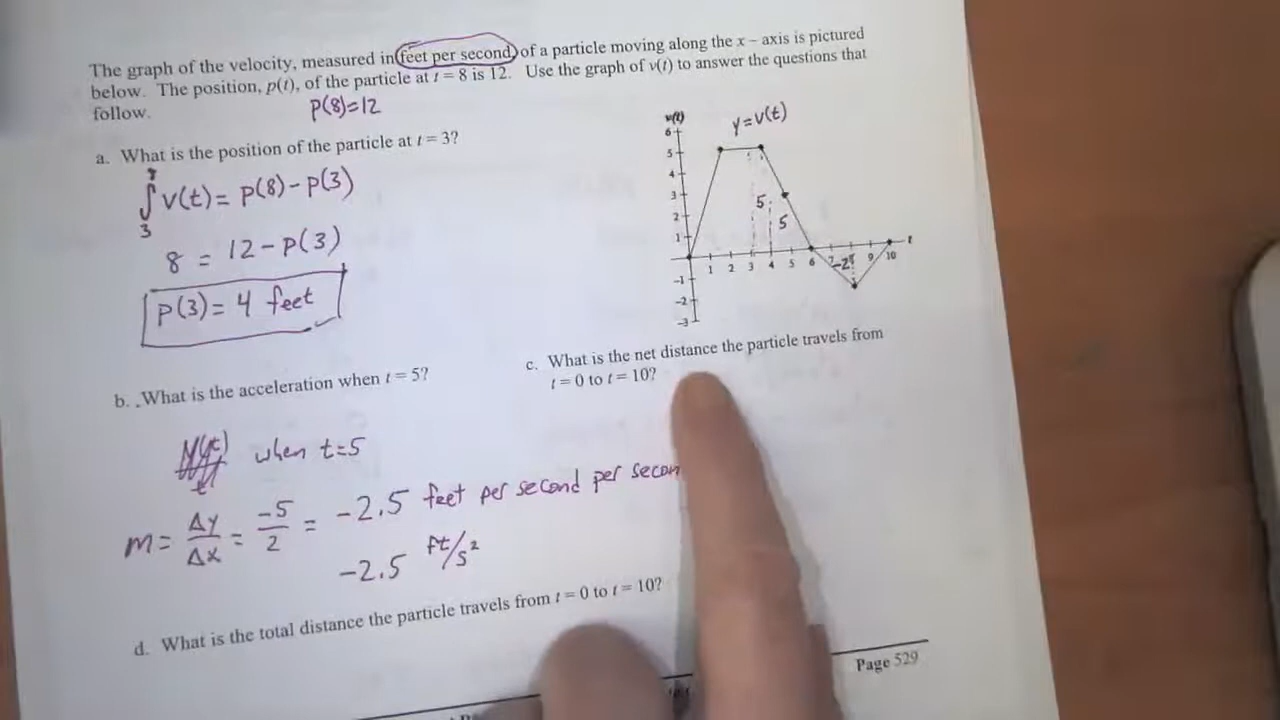 The graph of the velocity, measured in feet per second, of a particle moving along the x – axis is pictured
below. The position, p(t), of the particle at t = 8 is 12. Use the graph of v(t) to answer the questions that
follow.
p(8)=12
a. What is the position of the particle at t = 3?
8
∫ v(t) = p(8) - p(3)
3
8 = 12 - p(3)
p(3) = 4 feet
v(t)
y=v(t)
6
5
4
3
2
1
-1
-2
-3
1 2 3 4 5 6 7 8 9 10
t
5
5
-2
b. What is the acceleration when t = 5?
when t=5
m = Δy/Δx = -5/2 = -2.5 feet per second per secon
-2.5 ft/s²
c. What is the net distance the particle travels from
t = 0 to t = 10?
d. What is the total distance the particle travels from t = 0 to t = 10?
Page 529